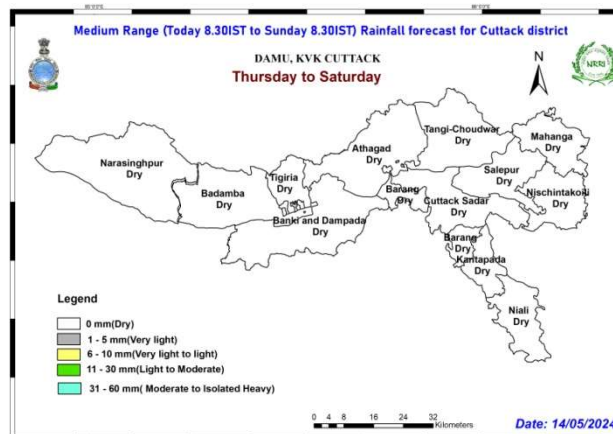 Medium Range (Today 8.30IST to Sunday 8.30IST) Rainfall forecast for Cuttack district
DAMU, KVK CUTTACK
Thursday to Saturday
N
NRRI
Narasinghpur
Dry
Badamba
Dry
Tigiria
Dry
Banki and Dampada
Dry
Athagad
Dry
Tangi-Choudwar
Dry
Mahanga
Dry
Salepur
Dry
Nischintakoili
Dry
Barang
Dry
Cuttack Sadar
Dry
Barang
Dry
Kantapada
Dry
Niali
Dry
Legend
0 mm(Dry)
1 - 5 mm(Very light)
6 - 10 mm(Very light to light)
11 - 30 mm(Light to Moderate)
31 - 60 mm( Moderate to Isolated Heavy)
0 4 8 16 24 32
Kilometers
Date: 14/05/2024